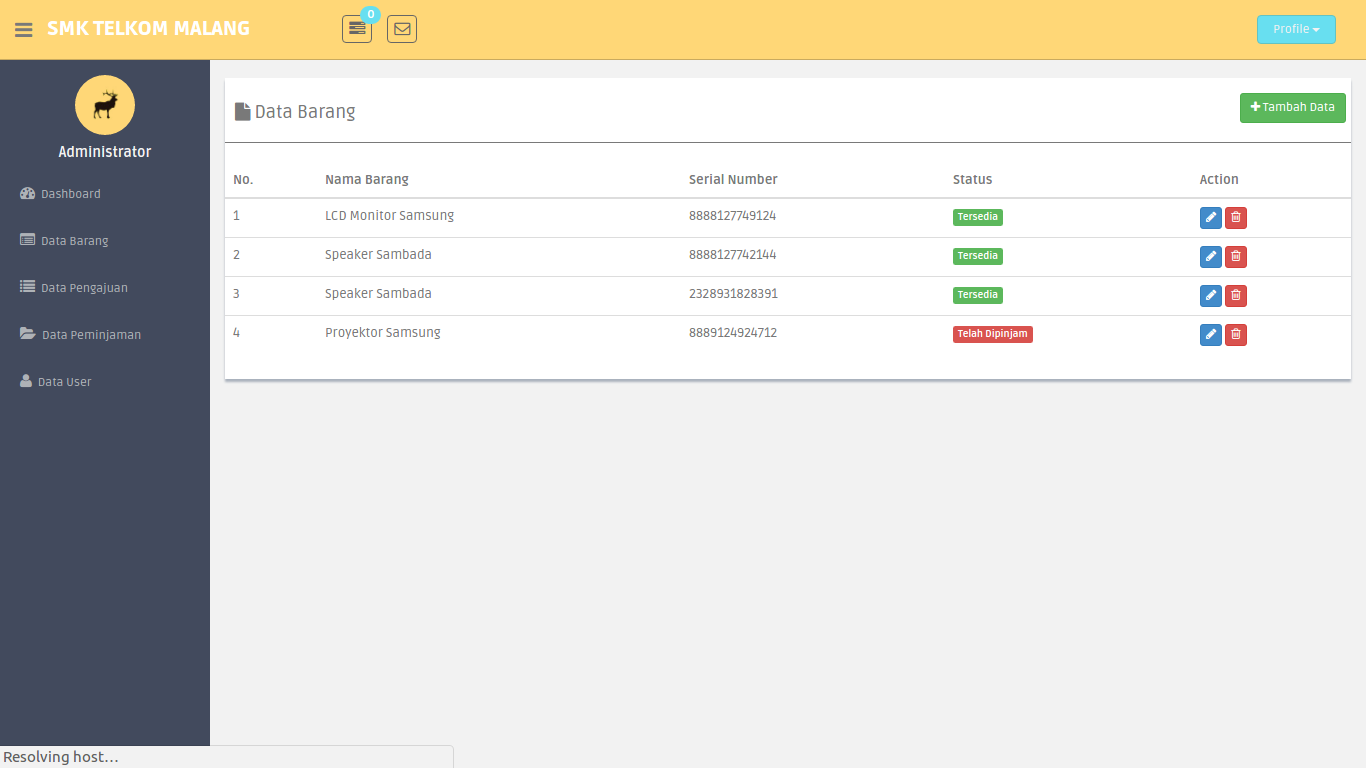 SMK TELKOM MALANG
0
Profile
Administrator
Dashboard
Data Barang
Data Pengajuan
Data Peminjaman
Data User
Data Barang
Tambah Data
No. Nama Barang Serial Number Status Action
1 LCD Monitor Samsung 8888127749124 Tersedia
2 Speaker Sambada 8888127742144 Tersedia
3 Speaker Sambada 2328931828391 Tersedia
4 Proyektor Samsung 8889124924712 Telah Dipinjam
Resolving host…